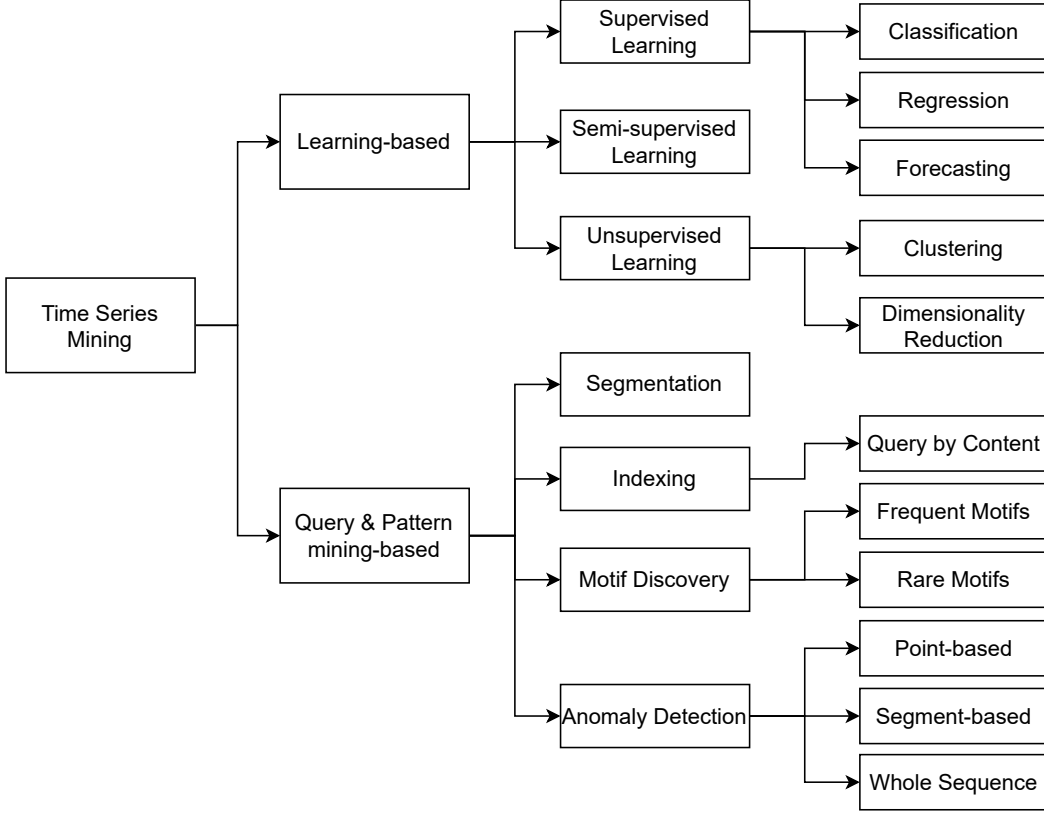 Time Series
Mining
Learning-based
Query & Pattern
mining-based
Supervised
Learning
Semi-supervised
Learning
Unsupervised
Learning
Segmentation
Indexing
Motif Discovery
Anomaly Detection
Classification
Regression
Forecasting
Clustering
Dimensionality
Reduction
Query by Content
Frequent Motifs
Rare Motifs
Point-based
Segment-based
Whole Sequence